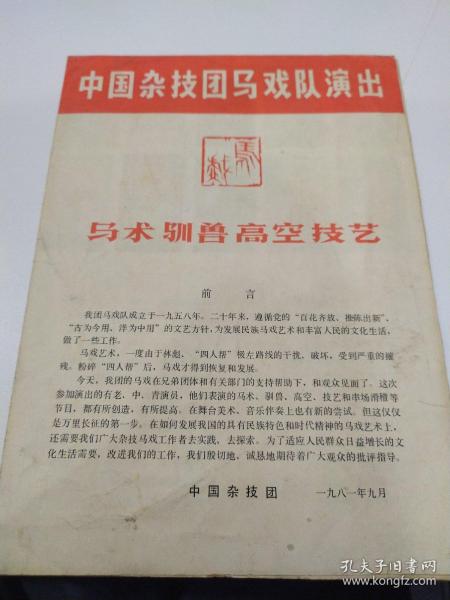 中国杂技团马戏队演出
马戏
马术 驯兽 高空技艺
前言
我团马戏队成立于一九五八年。二十年来，遵循党的“百花齐放、推陈出新”、
“古为今用、洋为中用”的文艺方针，为发展民族马戏艺术和丰富人民的文化生活，
做了一些工作。
马戏艺术，一度由于林彪、“四人帮”极左路线的干扰、破坏，受到严重的摧
残。粉碎“四人帮”后，马戏才得到恢复和发展。
今天，我团的马戏在兄弟团体和有关部门的支持帮助下，和观众见面了。这次
参加演出的有老、中、青演员，他们表演的马术、驯兽、高空、技艺和串场滑稽等
节目，都有所创造，有所提高。在舞台美术、音乐伴奏上也有新的尝试。但这仅仅
是万里长征的第一步。在如何发展我国的具有民族特色和时代精神的马戏艺术上，
还需要我们广大杂技马戏工作者去实践，去探索。为了适应人民群众日益增长的文
化生活需要，改进我们的工作，我们殷切地、诚恳地期待着广大观众的批评指导。
中国杂技团 一九八一年九月
孔夫子旧书网
www.kongfz.com